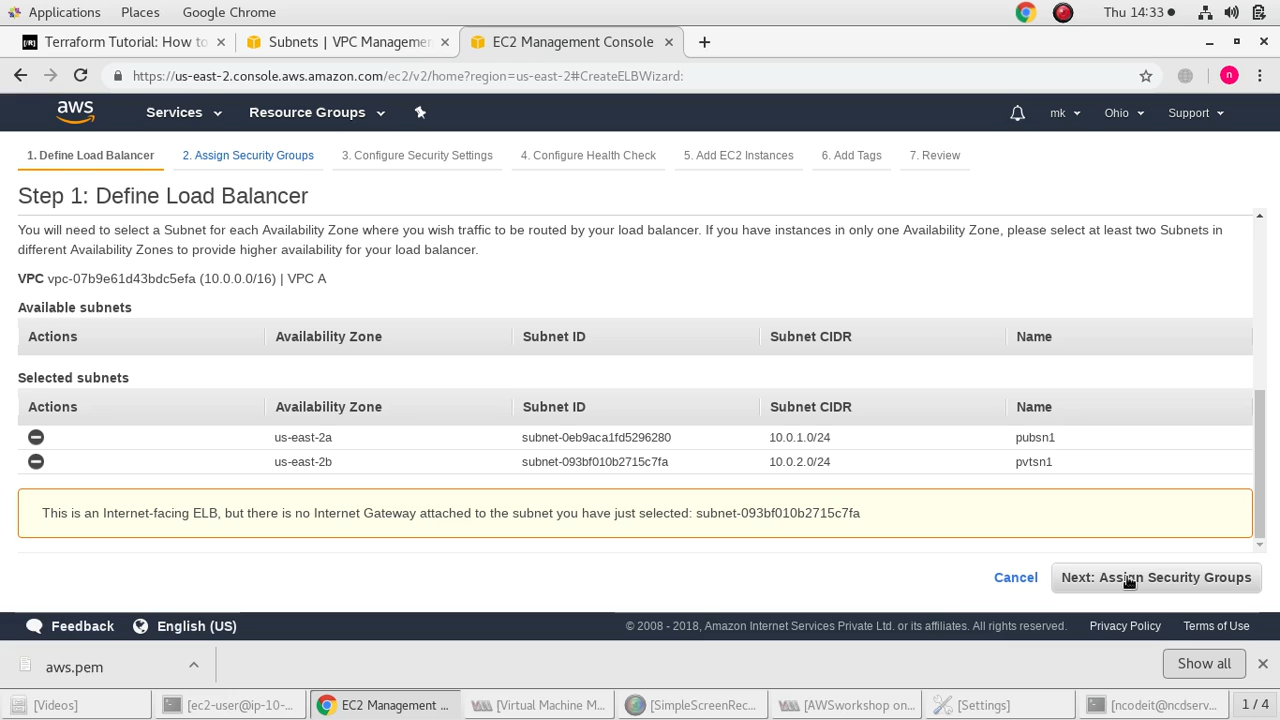 Applications Places Google Chrome Thu 14:33
Terraform Tutorial: How to Subnets | VPC Managemen EC2 Management Console
https://us-east-2.console.aws.amazon.com/ec2/v2/home?region=us-east-2#CreateELBWizard: n
aws Services Resource Groups mk Ohio Support
1. Define Load Balancer 2. Assign Security Groups 3. Configure Security Settings 4. Configure Health Check 5. Add EC2 Instances 6. Add Tags 7. Review
Step 1: Define Load Balancer
You will need to select a Subnet for each Availability Zone where you wish traffic to be routed by your load balancer. If you have instances in only one Availability Zone, please select at least two Subnets in
different Availability Zones to provide higher availability for your load balancer.
VPC vpc-07b9e61d43bdc5efa (10.0.0.0/16) | VPC A
Available subnets
Actions Availability Zone Subnet ID Subnet CIDR Name
Selected subnets
Actions Availability Zone Subnet ID Subnet CIDR Name
us-east-2a subnet-0eb9aca1fd5296280 10.0.1.0/24 pubsn1
us-east-2b subnet-093bf010b2715c7fa 10.0.2.0/24 pvtsn1
This is an Internet-facing ELB, but there is no Internet Gateway attached to the subnet you have just selected: subnet-093bf010b2715c7fa
Cancel Next: Assign Security Groups
Feedback English (US) © 2008 - 2018, Amazon Internet Services Private Ltd. or its affiliates. All rights reserved. Privacy Policy Terms of Use
aws.pem Show all
[Videos] [ec2-user@ip-10-... EC2 Management ... [Virtual Machine M... [SimpleScreenRec... [AWSworkshop on... [Settings] [ncodeit@ncdserv... 1 / 4